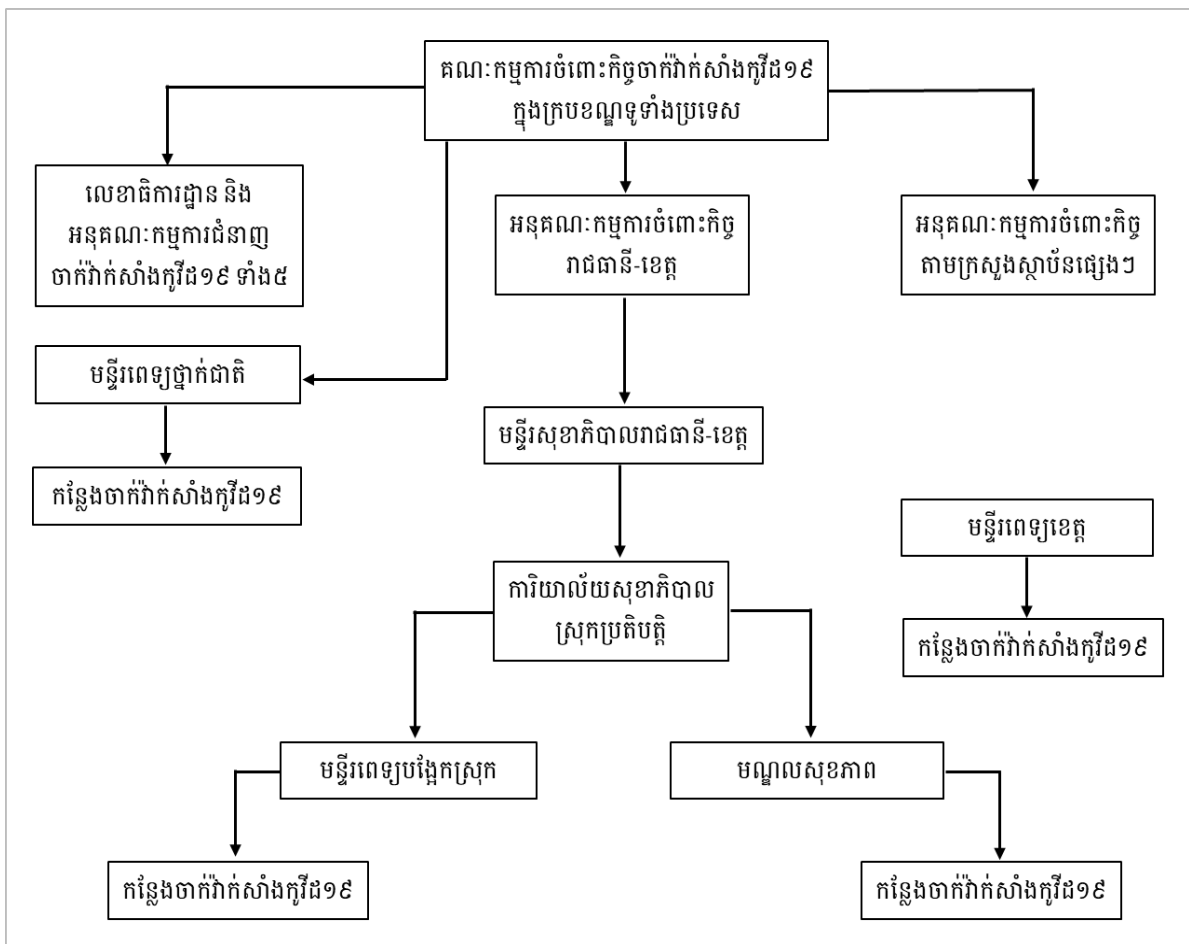 គណៈកម្មការចំពោះកិច្ចចាក់វ៉ាក់សាំងកូវីដ១៩
ក្នុងក្របខណ្ឌទូទាំងប្រទេស
លេខាធិការដ្ឋាន និង
អនុគណៈកម្មការជំនាញ
ចាក់វ៉ាក់សាំងកូវីដ១៩ ទាំង៥
អនុគណៈកម្មការចំពោះកិច្ច
រាជធានី-ខេត្ត
អនុគណៈកម្មការចំពោះកិច្ច
តាមក្រសួងស្ថាប័នផ្សេងៗ
មន្ទីរពេទ្យថ្នាក់ជាតិ
មន្ទីរសុខាភិបាលរាជធានី-ខេត្ត
កន្លែងចាក់វ៉ាក់សាំងកូវីដ១៩
មន្ទីរពេទ្យខេត្ត
ការិយាល័យសុខាភិបាល
ស្រុកប្រតិបត្តិ
កន្លែងចាក់វ៉ាក់សាំងកូវីដ១៩
មន្ទីរពេទ្យបង្អែកស្រុក
មណ្ឌលសុខភាព
កន្លែងចាក់វ៉ាក់សាំងកូវីដ១៩
កន្លែងចាក់វ៉ាក់សាំងកូវីដ១៩